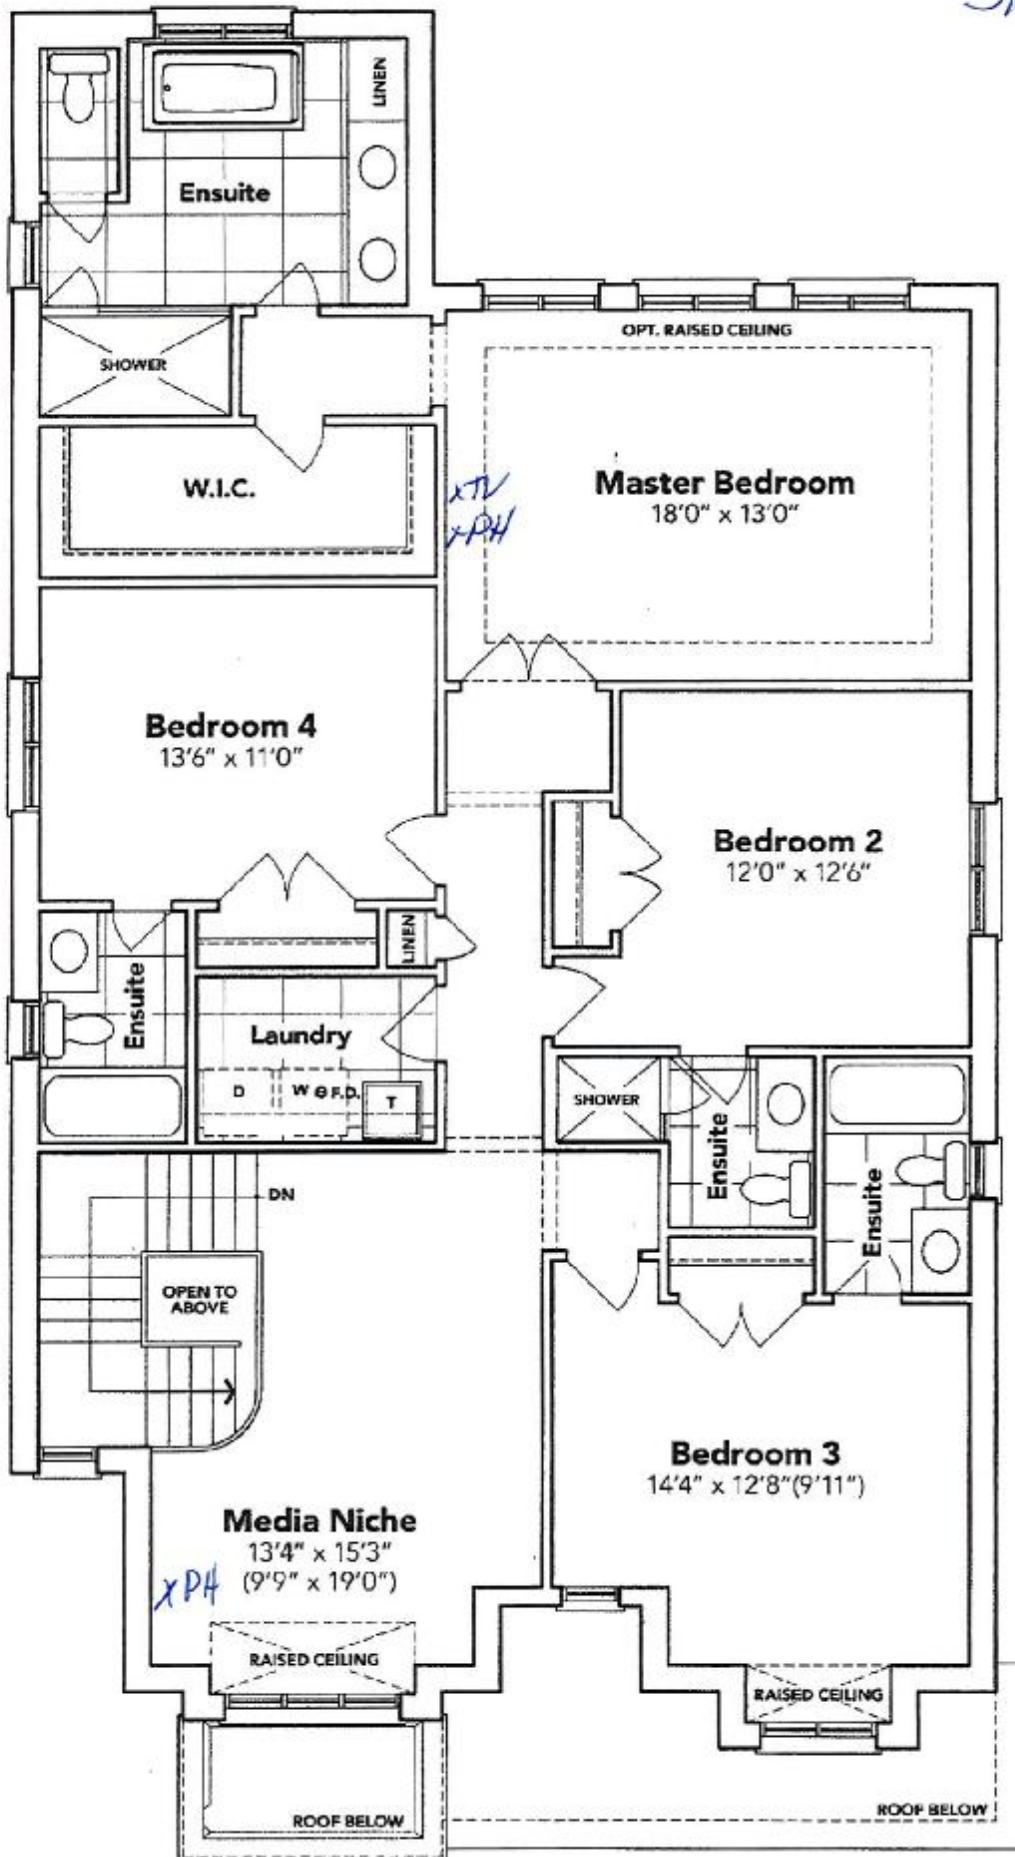 LINEN
Ensuite
OPT. RAISED CEILING
SHOWER
W.I.C.
xTV
xPH
Master Bedroom
18'0" x 13'0"
Bedroom 4
13'6" x 11'0"
Bedroom 2
12'0" x 12'6"
LINEN
Ensuite
Laundry
D
W
F.D.
T
SHOWER
Ensuite
Ensuite
DN
OPEN TO
ABOVE
Bedroom 3
14'4" x 12'8"(9'11")
Media Niche
13'4" x 15'3"
(9'9" x 19'0")
xPH
RAISED CEILING
RAISED CEILING
ROOF BELOW
ROOF BELOW